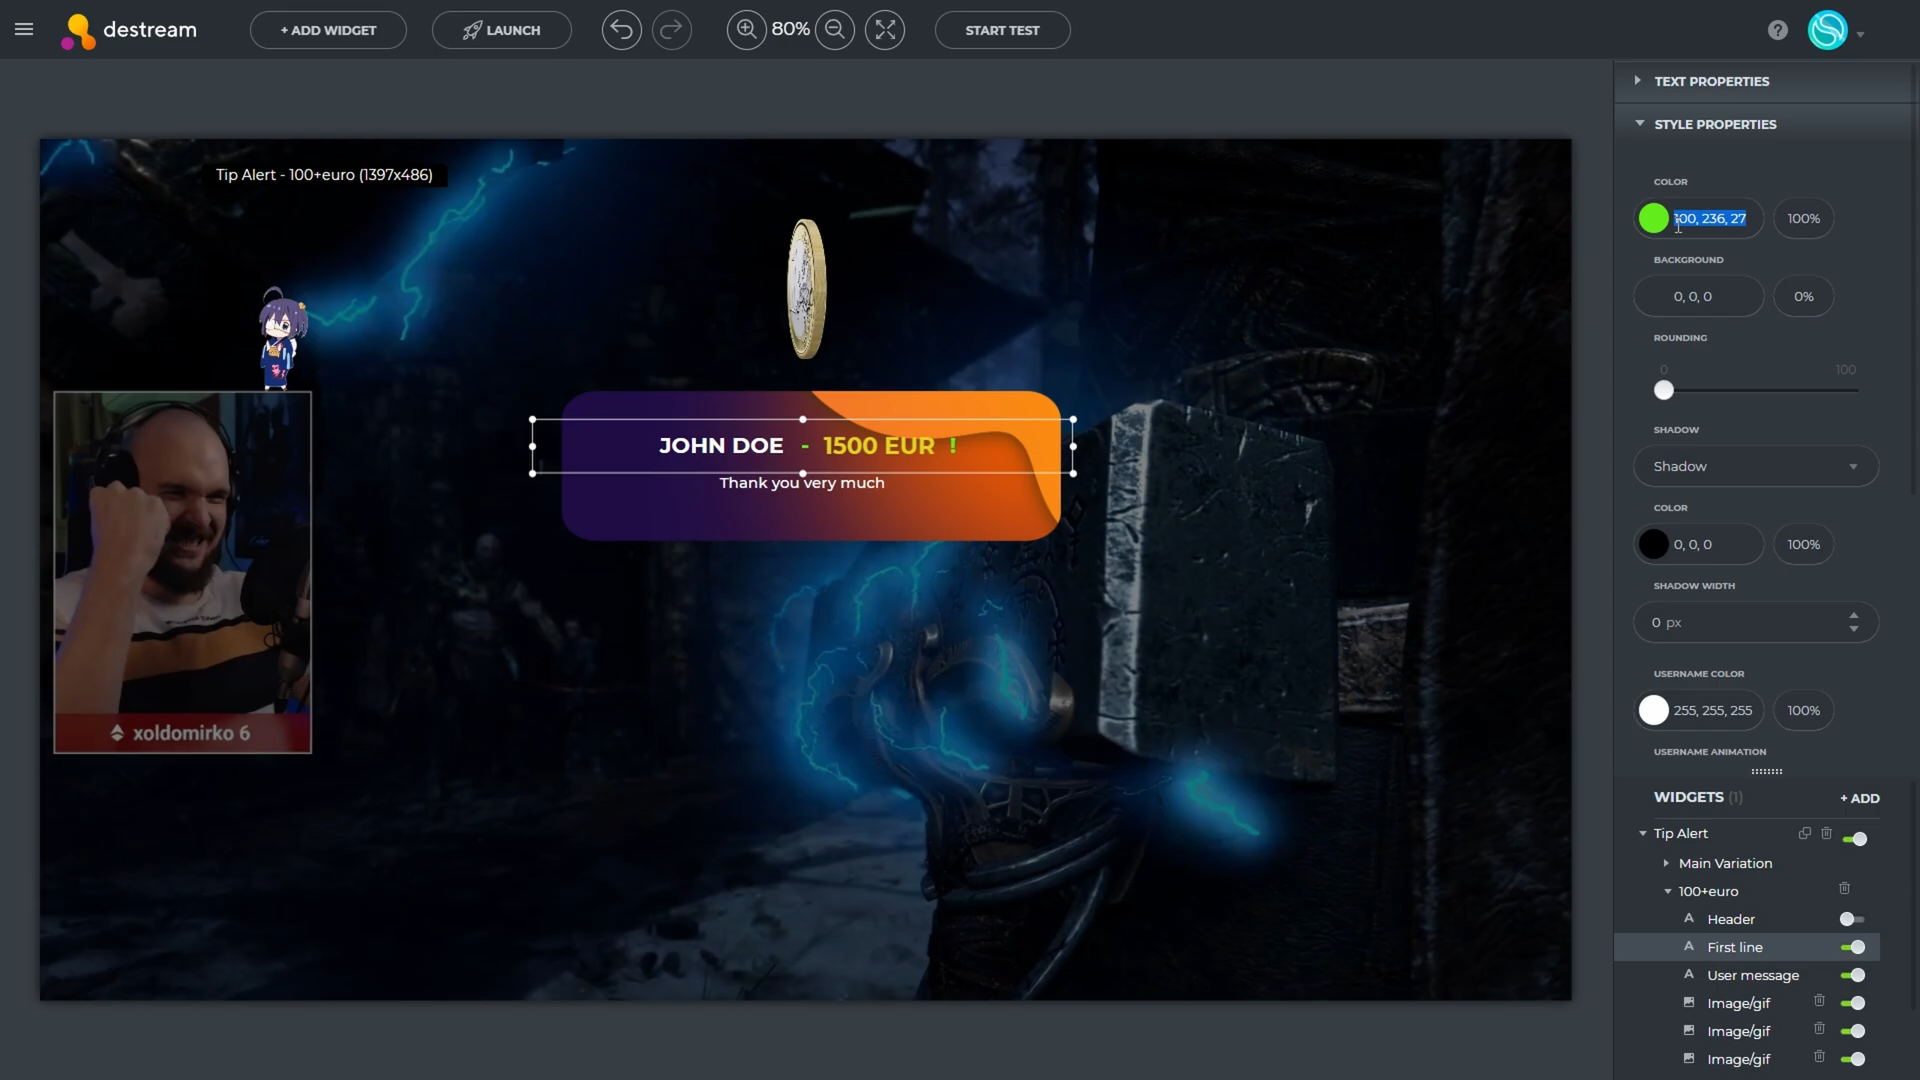 destream
+ ADD WIDGET
LAUNCH
80%
START TEST
?
TEXT PROPERTIES
STYLE PROPERTIES
COLOR
100, 236, 27
100%
BACKGROUND
0, 0, 0
0%
ROUNDING
0
100
SHADOW
Shadow
COLOR
0, 0, 0
100%
SHADOW WIDTH
0 px
USERNAME COLOR
255, 255, 255
100%
USERNAME ANIMATION
WIDGETS (1)
+ ADD
Tip Alert
Main Variation
100+euro
A Header
A First line
A User message
Image/gif
Image/gif
Image/gif
Tip Alert - 100+euro (1397x486)
JOHN DOE - 1500 EUR !
Thank you very much
xoldomirko 6